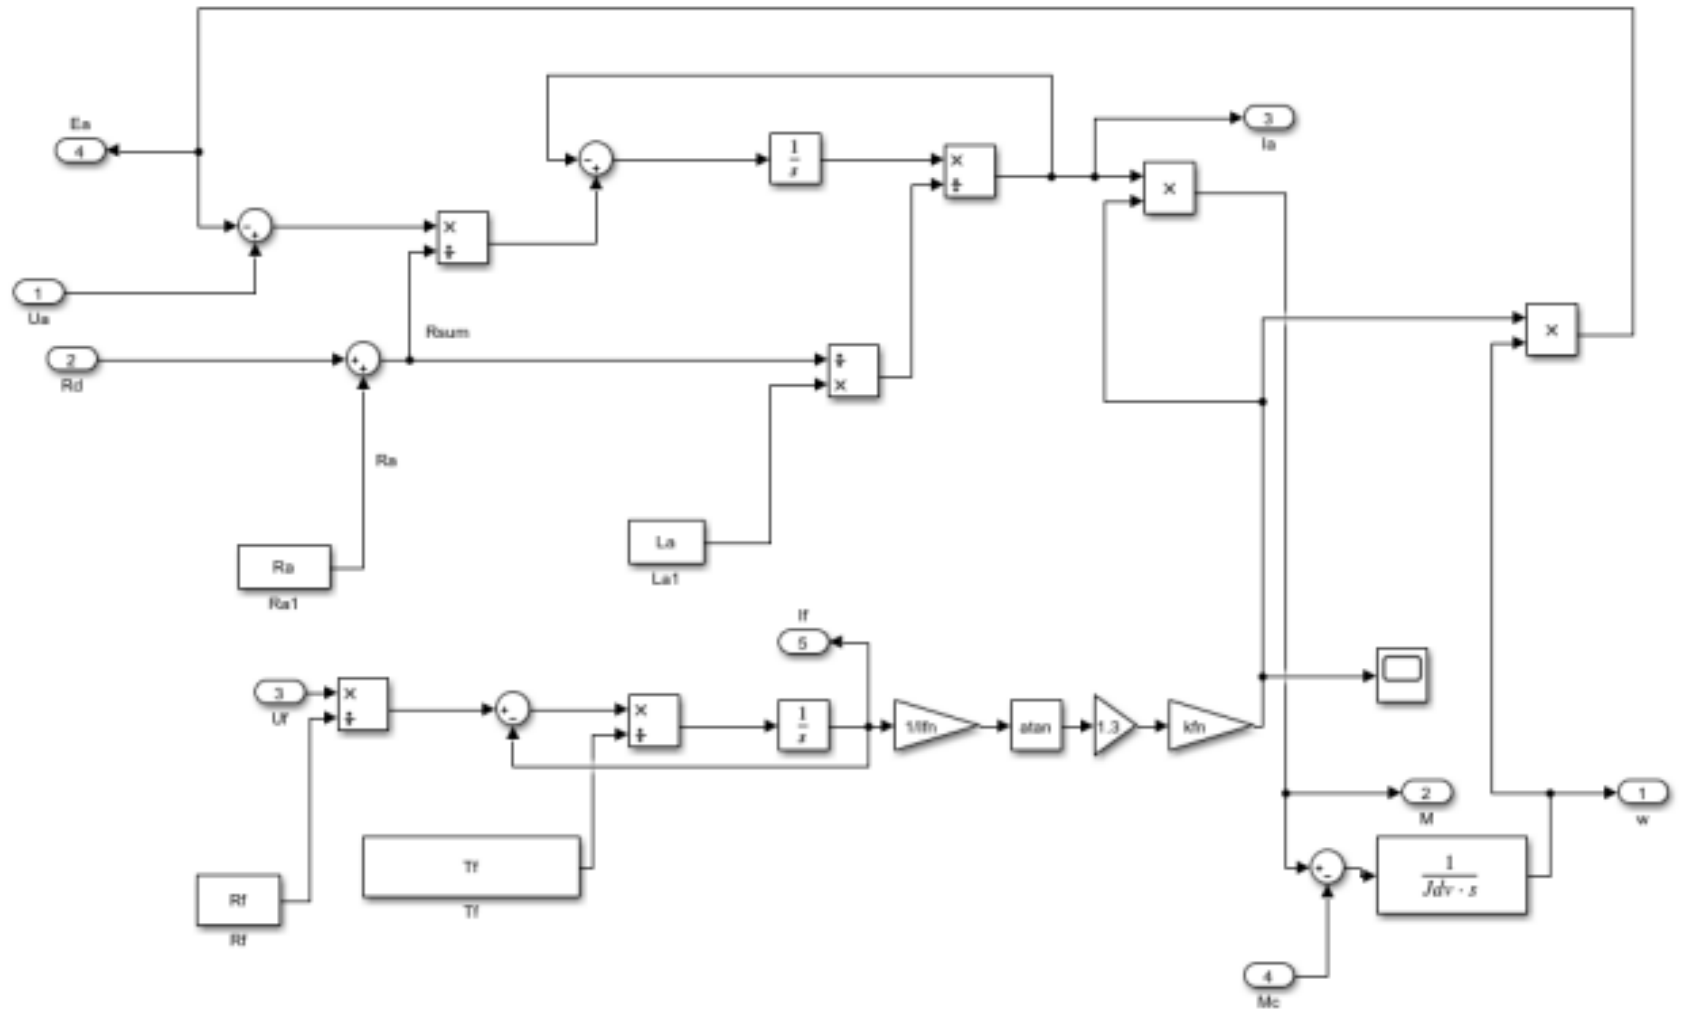 Ea
4
3
Ia
1
s
- +
× ÷
× ÷
×
- +
1
Ua
Rsum
2
Rd
+ +
÷ ×
×
Ra
La
La1
Ra
Ra1
If
5
3
Uf
× ÷
+ -
× ÷
1
s
1/Ifn
atan
1.3
kfn
2
M
1
w
Tf
Tf
Rf
Rf
+ -
1
Jdv · s
4
Mc